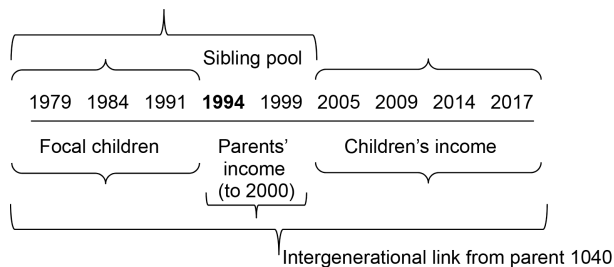 Sibling pool
1979 1984 1991 1994 1999 2005 2009 2014 2017
Focal children
Parents'
income
(to 2000)
Children's income
Intergenerational link from parent 1040